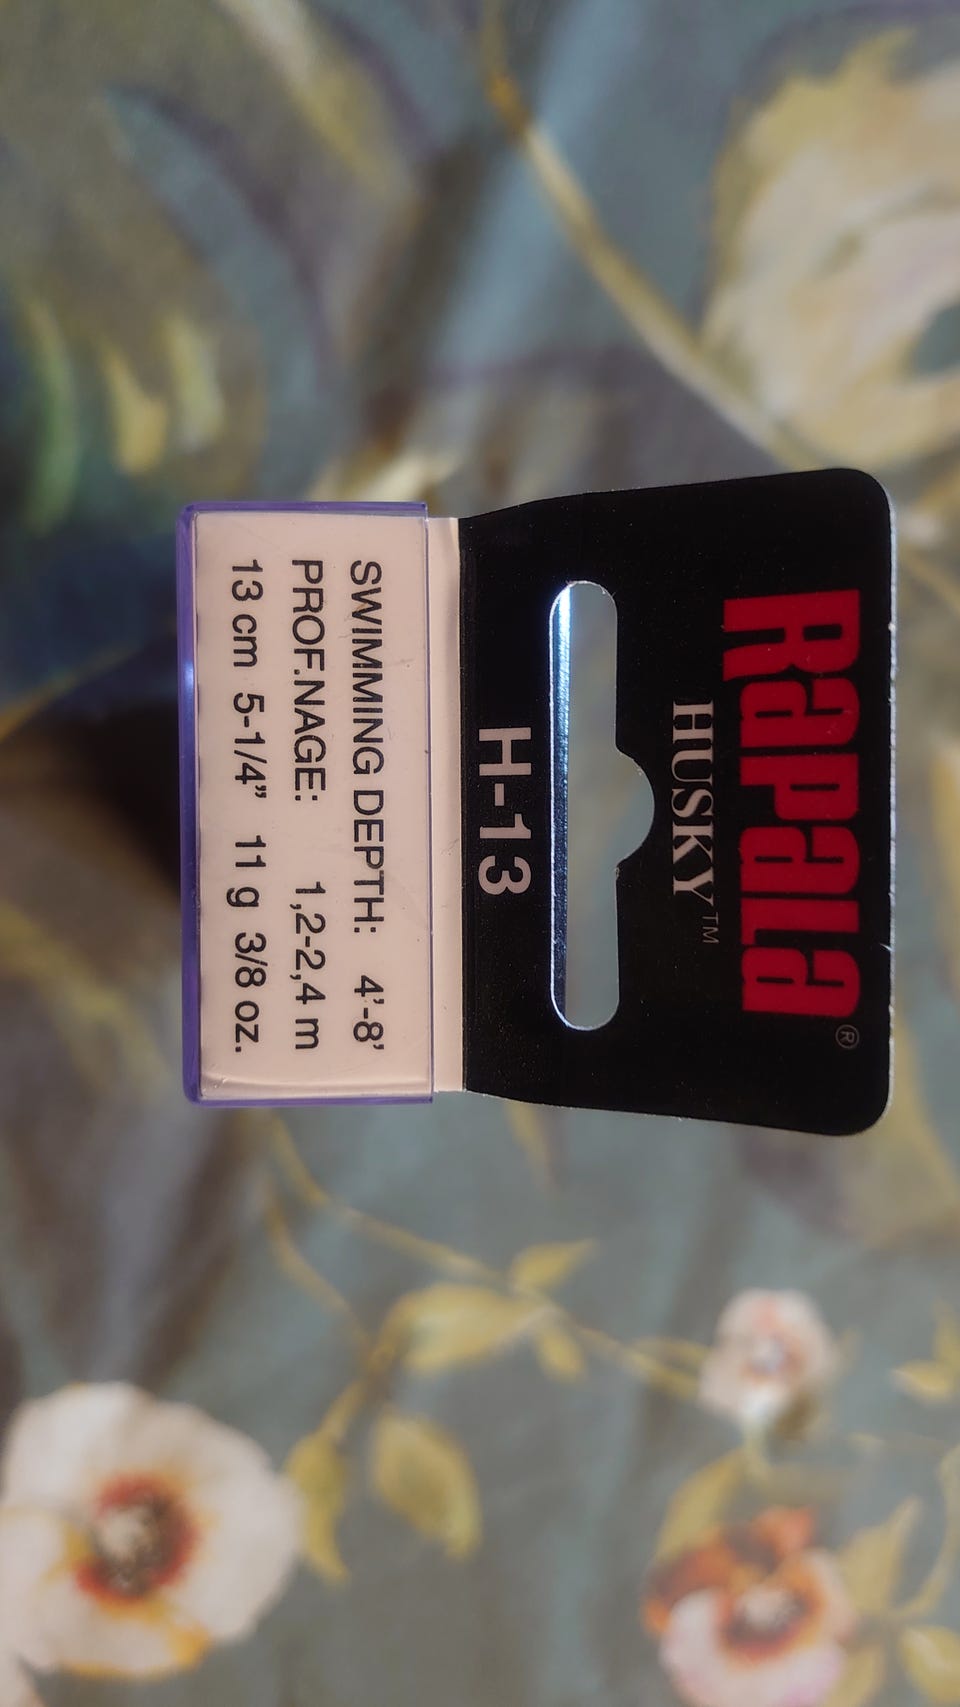 RapaLa®
HUSKY™
H-13
SWIMMING DEPTH: 4'-8'
PROF.NAGE: 1,2-2,4 m
13 cm 5-1/4” 11 g 3/8 oz.